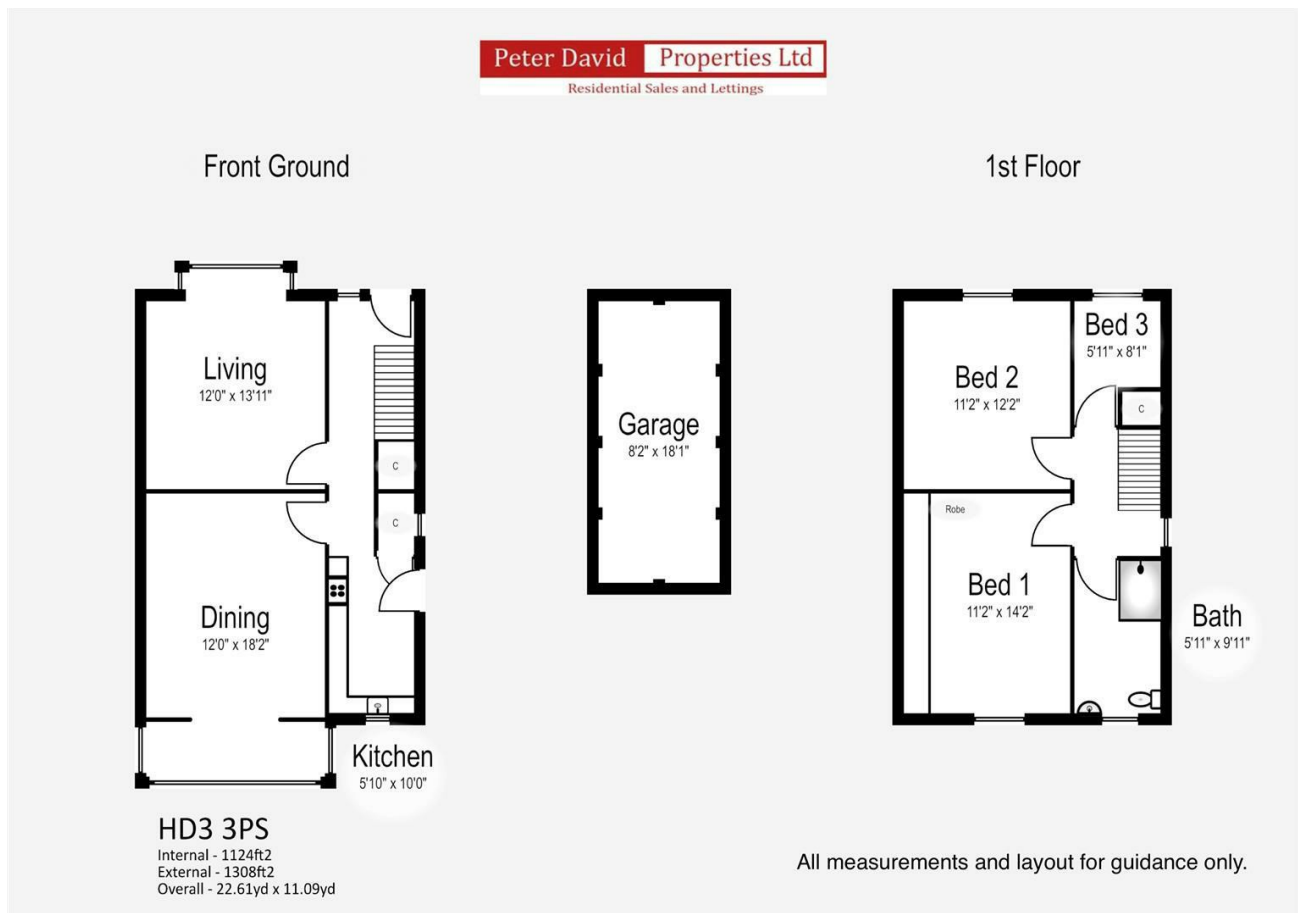 Peter David Properties Ltd
Residential Sales and Lettings
Front Ground
1st Floor
Living
12'0" x 13'11"
C
C
Dining
12'0" x 18'2"
Kitchen
5'10" x 10'0"
Garage
8'2" x 18'1"
Bed 3
5'11" x 8'1"
Bed 2
11'2" x 12'2"
C
Robe
Bed 1
11'2" x 14'2"
Bath
5'11" x 9'11"
HD3 3PS
Internal - 1124ft2
External - 1308ft2
Overall - 22.61yd x 11.09yd
All measurements and layout for guidance only.